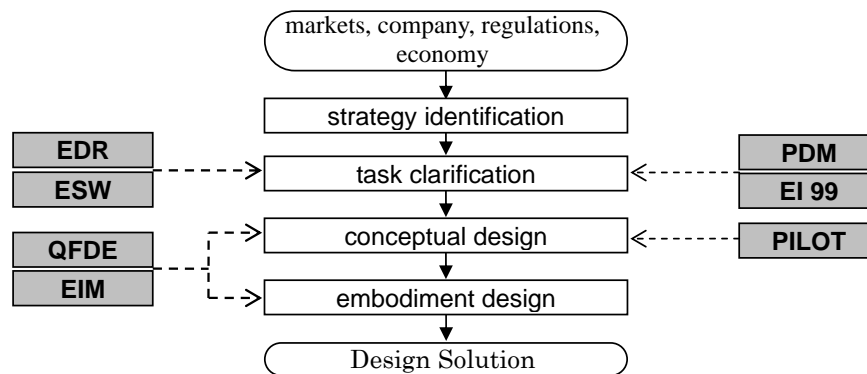 markets, company, regulations,
economy
strategy identification
EDR
ESW
task clarification
PDM
EI 99
QFDE
EIM
conceptual design
PILOT
embodiment design
Design Solution